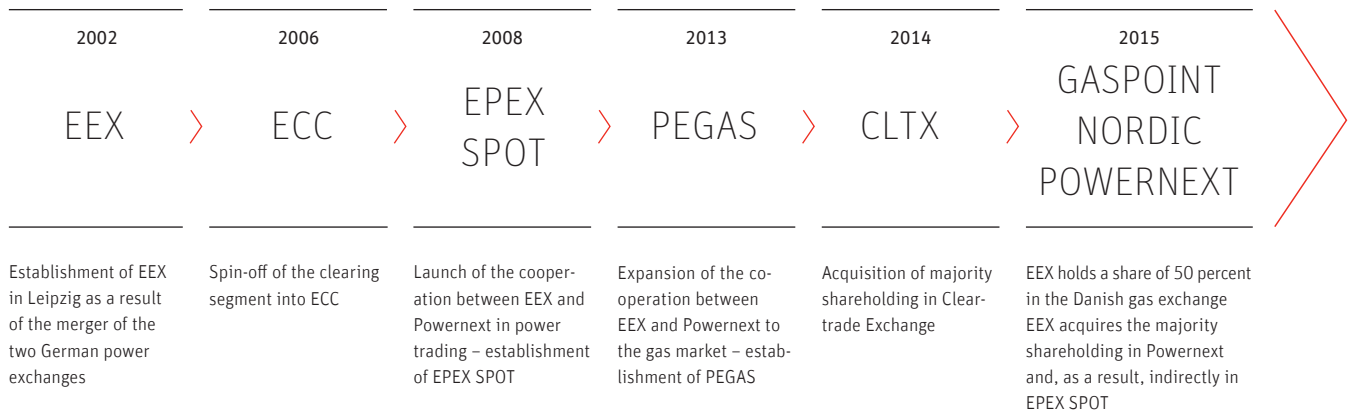 2002
EEX
Establishment of EEX
in Leipzig as a result
of the merger of the
two German power
exchanges
2006
ECC
Spin-off of the clearing
segment into ECC
2008
EPEX
SPOT
Launch of the cooper-
ation between EEX and
Powernext in power
trading – establishment
of EPEX SPOT
2013
PEGAS
Expansion of the co-
operation between
EEX and Powernext to
the gas market – estab-
lishment of PEGAS
2014
CLTX
Acquisition of majority
shareholding in Clear-
trade Exchange
2015
GASPOINT
NORDIC
POWERNEXT
EEX holds a share of 50 percent
in the Danish gas exchange
EEX acquires the majority
shareholding in Powernext
and, as a result, indirectly in
EPEX SPOT